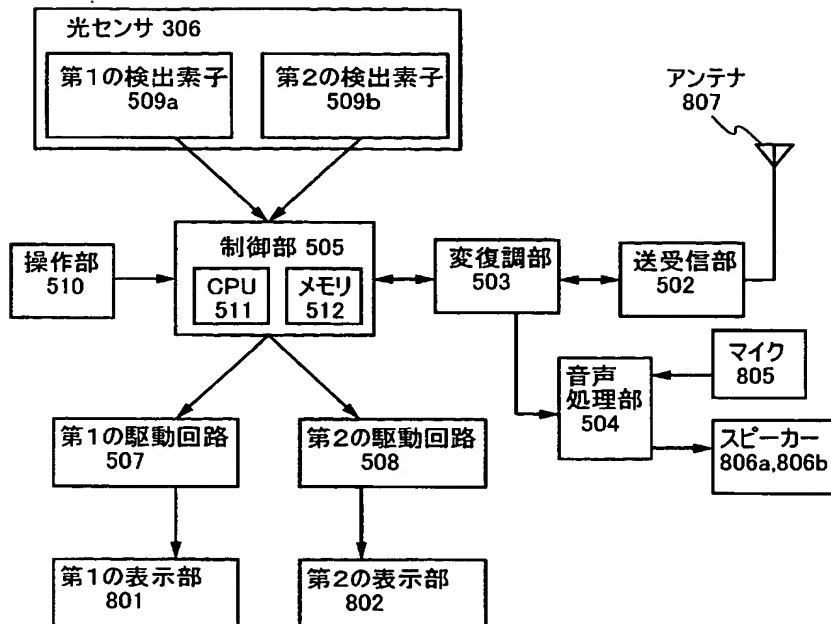 光センサ 306
第1の検出素子
509a
第2の検出素子
509b
アンテナ
807
操作部
510
制御部 505
CPU
511
メモリ
512
変復調部
503
送受信部
502
音声
処理部
504
マイク
805
スピーカー
806a,806b
第1の駆動回路
507
第2の駆動回路
508
第1の表示部
801
第2の表示部
802